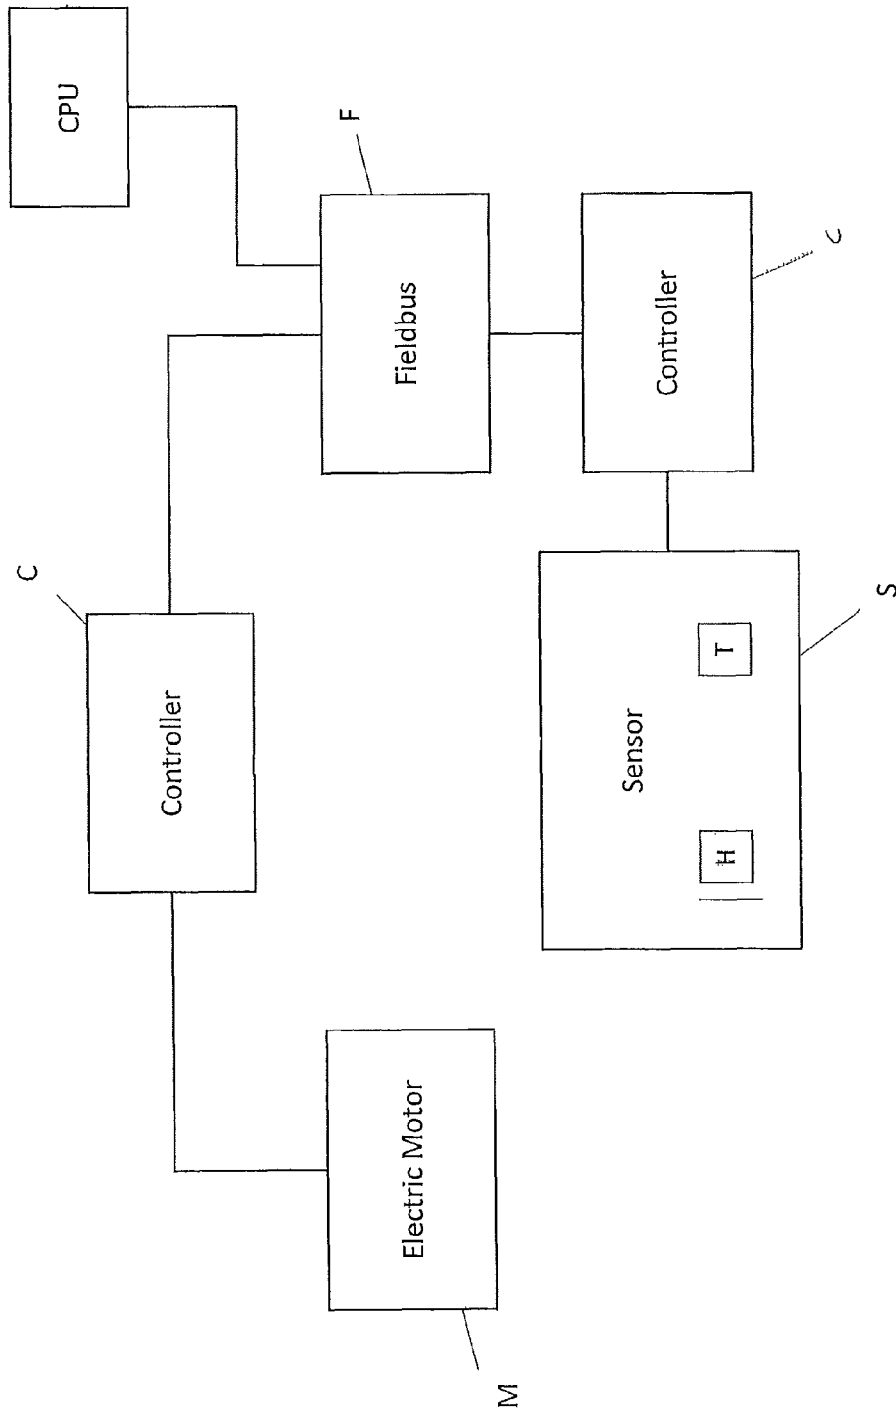 C
Controller
CPU
Electric Motor
M
Fieldbus
F
Sensor
H
T
S
Controller
C